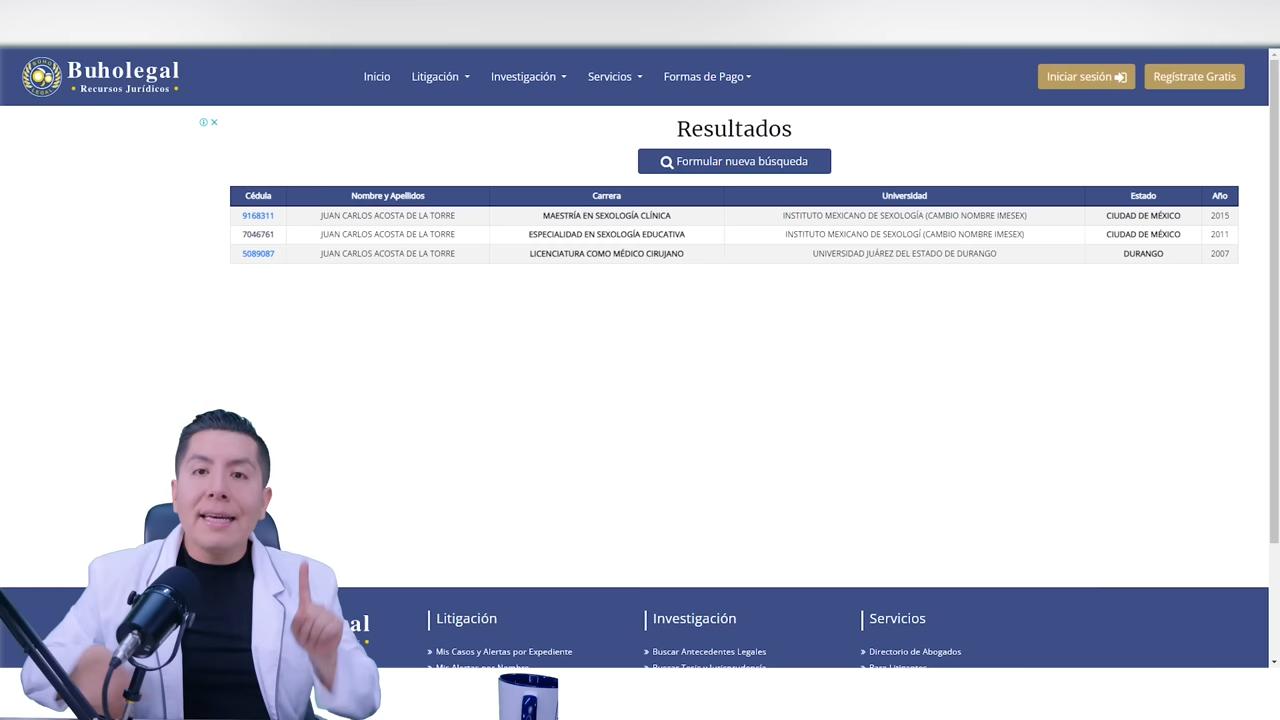 Buholegal
Recursos Jurídicos
Inicio
Litigación
Investigación
Servicios
Formas de Pago
Iniciar sesión
Regístrate Gratis
Resultados
Formular nueva búsqueda
Cédula Nombre y Apellidos Carrera Universidad Estado Año
9168311 JUAN CARLOS ACOSTA DE LA TORRE MAESTRÍA EN SEXOLOGÍA CLÍNICA INSTITUTO MEXICANO DE SEXOLOGÍA (CAMBIO NOMBRE IMESEX) CIUDAD DE MÉXICO 2015
7046761 JUAN CARLOS ACOSTA DE LA TORRE ESPECIALIDAD EN SEXOLOGÍA EDUCATIVA INSTITUTO MEXICANO DE SEXOLOGÍ (CAMBIO NOMBRE IMESEX) CIUDAD DE MÉXICO 2011
5089087 JUAN CARLOS ACOSTA DE LA TORRE LICENCIATURA COMO MÉDICO CIRUJANO UNIVERSIDAD JUÁREZ DEL ESTADO DE DURANGO DURANGO 2007
al
Litigación
Investigación
Servicios
» Mis Casos y Alertas por Expediente
» Buscar Antecedentes Legales
» Directorio de Abogados